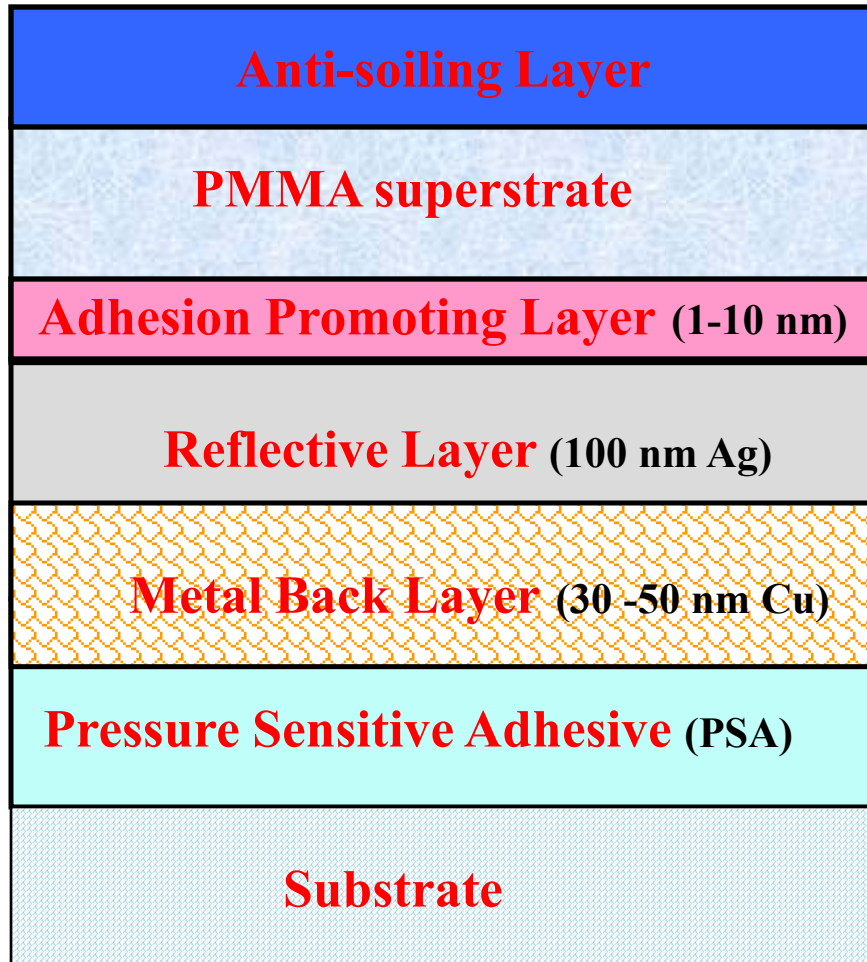 Anti-soiling Layer
PMMA superstrate
Adhesion Promoting Layer (1-10 nm)
Reflective Layer (100 nm Ag)
Metal Back Layer (30 -50 nm Cu)
Pressure Sensitive Adhesive (PSA)
Substrate